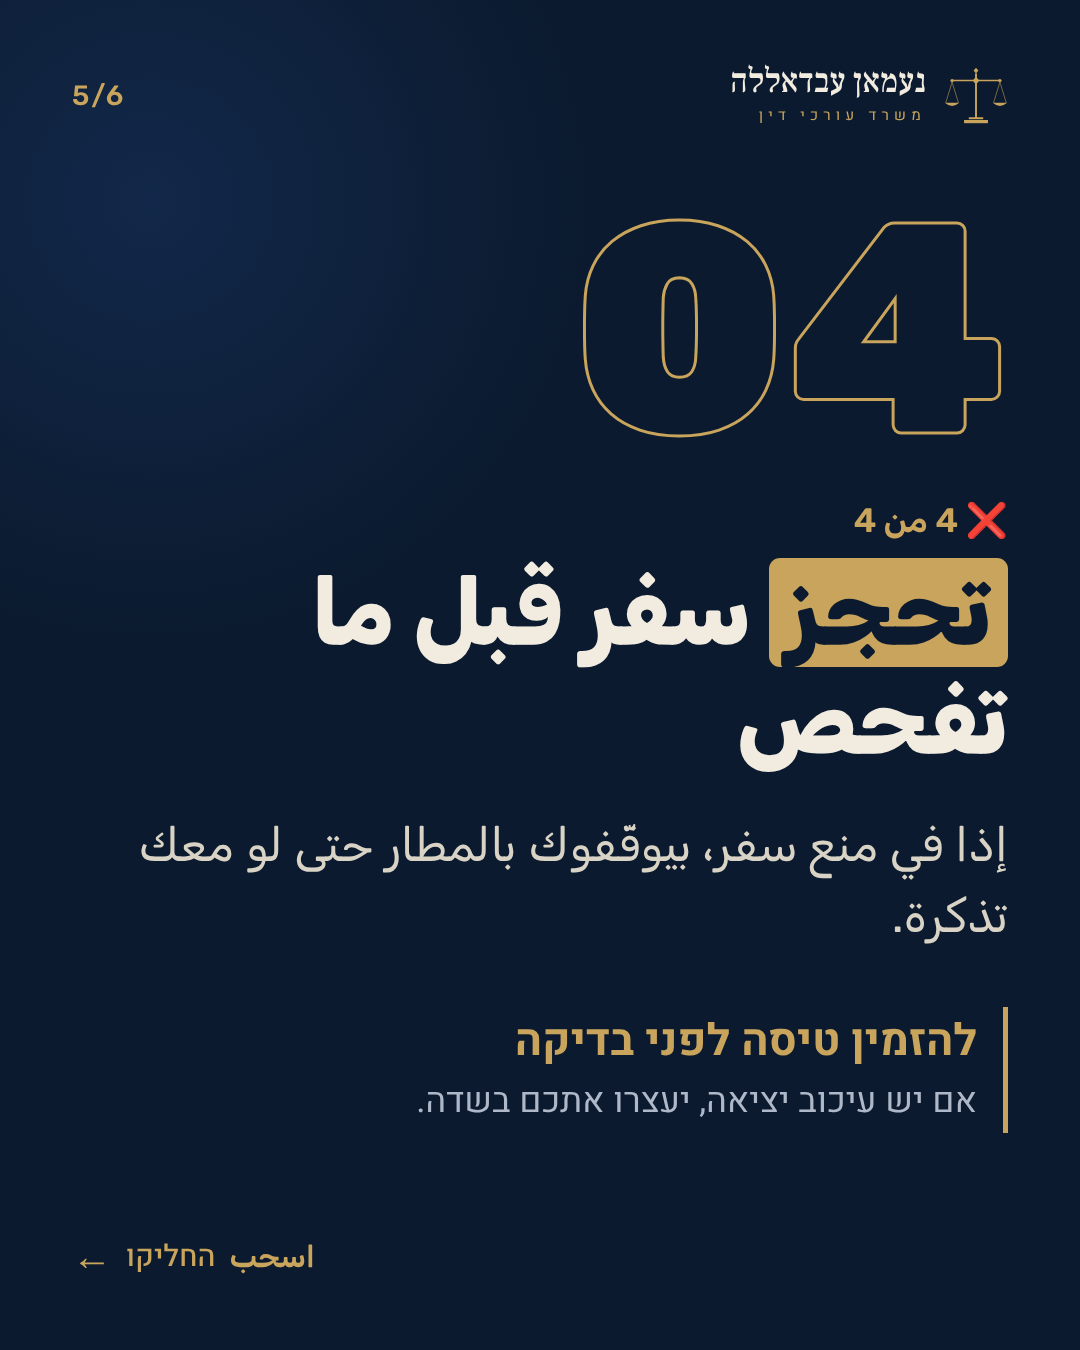 נעמאן עבדאללה
משרד עורכי דין
5/6
04
❌ 4 من 4
تحجز سفر قبل ما
تفحص
إذا في منع سفر، بيوقّفوك بالمطار حتى لو معك
تذكرة.
להזמין טיסה לפני בדיקה
אם יש עיכוב יציאה, יעצרו אתכם בשדה.
اسحب החליקו ←